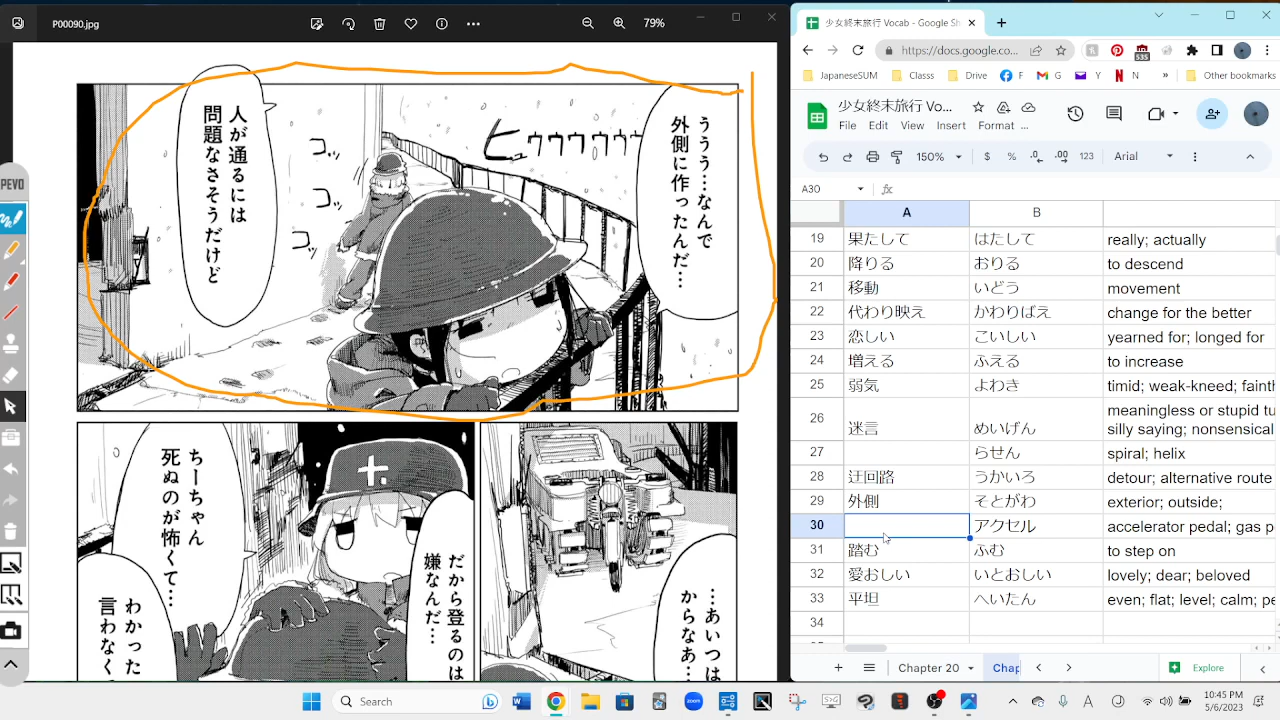 P00090.jpg
79%
うううう…なんで
外側に作ったんだ…
ヒュウウウウウ
コッ
コッ
コッ
人が通るには
問題なさそうだけど
…あいつは
からなあ…
だから登るのは
嫌なんだ…
ちーちゃん
死ぬのが怖くて…
わかった
言わなく
PEVO
少女終末旅行 Vocab - Google Sh
https://docs.google.co...
535
JapaneseSUM
Classs
Drive
F
G
Y
N
»
Other bookmarks
少女終末旅行 Voc...
File
Edit
View
Insert
Format
...
150%
$
%
.0
.00
123
Arial
A30
fx
A
B
19
果たして
はたして
really; actually
20
降りる
おりる
to descend
21
移動
いどう
movement
22
代わり映え
かわりばえ
change for the better
23
恋しい
こいしい
yearned for; longed for
24
増える
ふえる
to increase
25
弱気
よわき
timid; weak-kneed; faint
26
迷言
めいげん
meaningless or stupid
silly saying; nonsensical
27
らせん
spiral; helix
28
迂回路
うかいろ
detour; alternative route
29
外側
そとがわ
exterior; outside;
30
アクセル
accelerator pedal; gas p
31
踏む
ふむ
to step on
32
愛おしい
いとおしい
lovely; dear; beloved
33
平坦
へいたん
even; flat; level; calm; pe
34
Chapter 20
Chap
Explore
Search
zoom
10:45 PM
5/6/2023